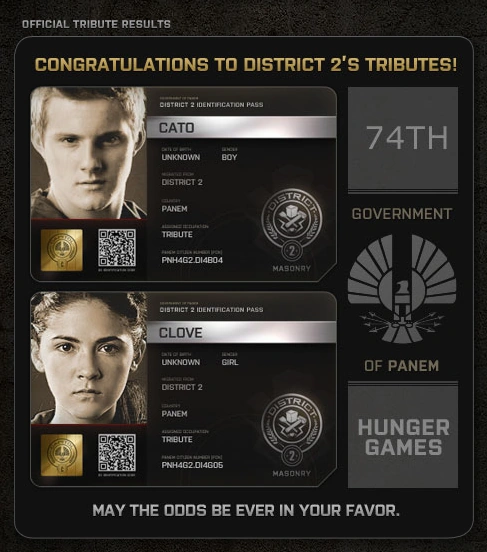 OFFICIAL TRIBUTE RESULTS
CONGRATULATIONS TO DISTRICT 2'S TRIBUTES!
DISTRICT 2 IDENTIFICATION PASS
CATO
DATE OF BIRTH GENDER
UNKNOWN BOY
DISTRICT 2
COUNTRY
PANEM
ASSIGNED OCCUPATION
TRIBUTE
PANEM CITIZEN NUMBER (PCN)
PNH4G2.DI4B04
DISTRICT
2
MASONRY
DISTRICT 2 IDENTIFICATION PASS
CLOVE
DATE OF BIRTH GENDER
UNKNOWN GIRL
DISTRICT 2
COUNTRY
PANEM
ASSIGNED OCCUPATION
TRIBUTE
PANEM CITIZEN NUMBER (PCN)
PNH4G2.DI4G05
DISTRICT
2
MASONRY
74TH
GOVERNMENT
OF PANEM
HUNGER
GAMES
MAY THE ODDS BE EVER IN YOUR FAVOR.